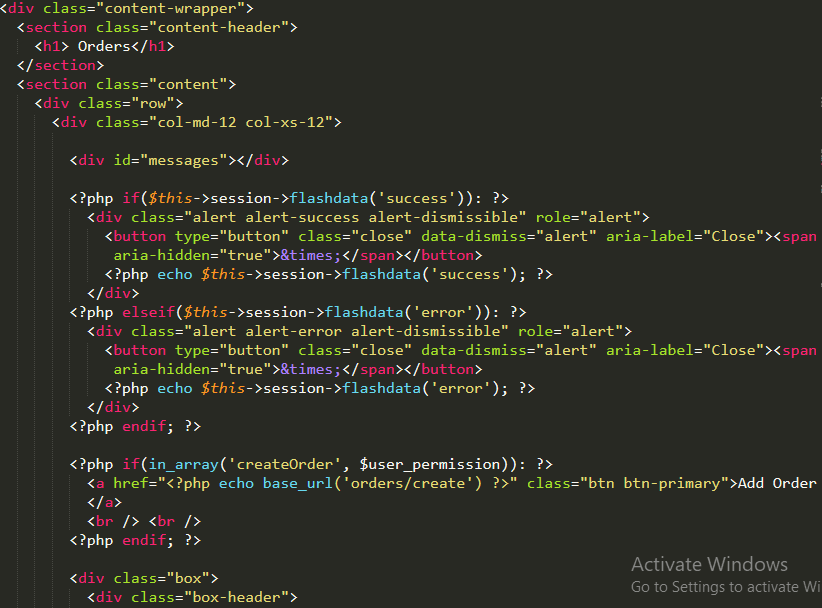 <div class="content-wrapper">
<section class="content-header">
<h1> Orders</h1>
</section>
<section class="content">
<div class="row">
<div class="col-md-12 col-xs-12">
<div id="messages"></div>
<?php if($this->session->flashdata('success')): ?>
<div class="alert alert-success alert-dismissible" role="alert">
<button type="button" class="close" data-dismiss="alert" aria-label="Close"><span
aria-hidden="true">&times;</span></button>
<?php echo $this->session->flashdata('success'); ?>
</div>
<?php elseif($this->session->flashdata('error')): ?>
<div class="alert alert-error alert-dismissible" role="alert">
<button type="button" class="close" data-dismiss="alert" aria-label="Close"><span
aria-hidden="true">&times;</span></button>
<?php echo $this->session->flashdata('error'); ?>
</div>
<?php endif; ?>
<?php if(in_array('createOrder', $user_permission)): ?>
<a href="<?php echo base_url('orders/create') ?>" class="btn btn-primary">Add Order
</a>
<br /> <br />
<?php endif; ?>
<div class="box">
<div class="box-header">
Activate Windows
Go to Settings to activate Wi